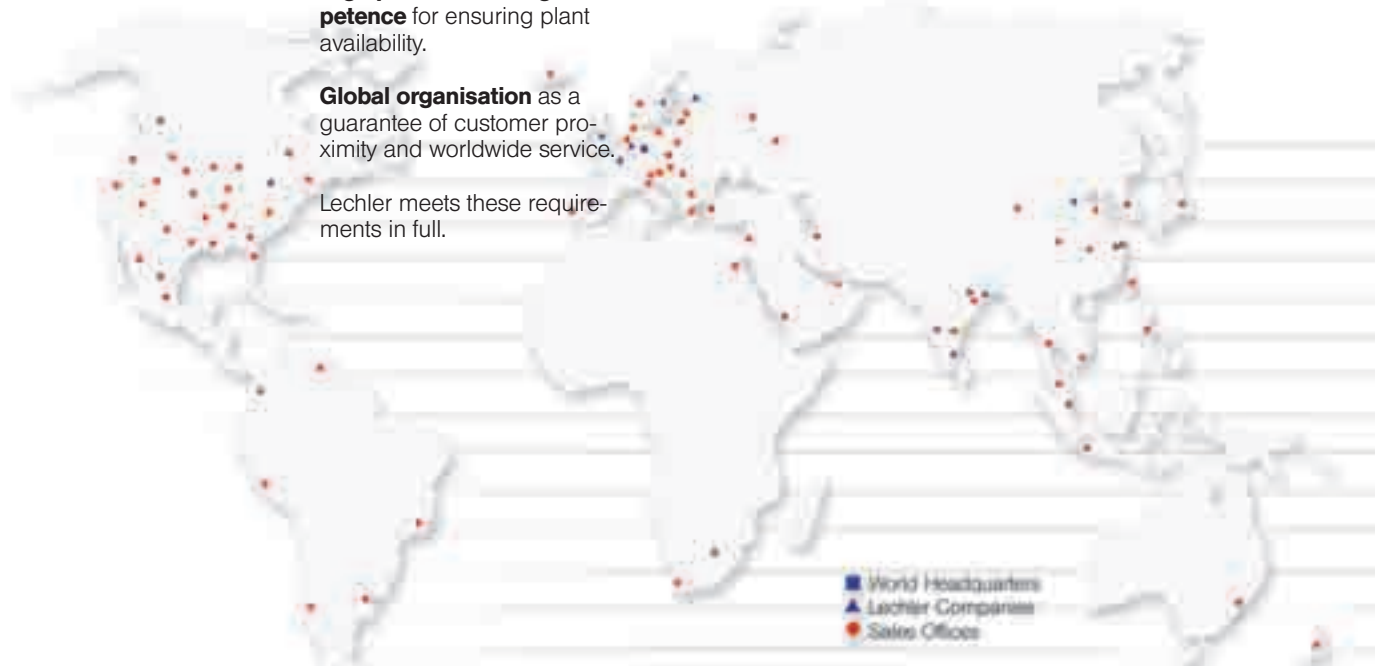 petence for ensuring plant
availability.
Global organisation as a
guarantee of customer pro-
ximity and worldwide service.
Lechler meets these require-
ments in full.
World Headquarters
Lechler Companies
Sales Offices